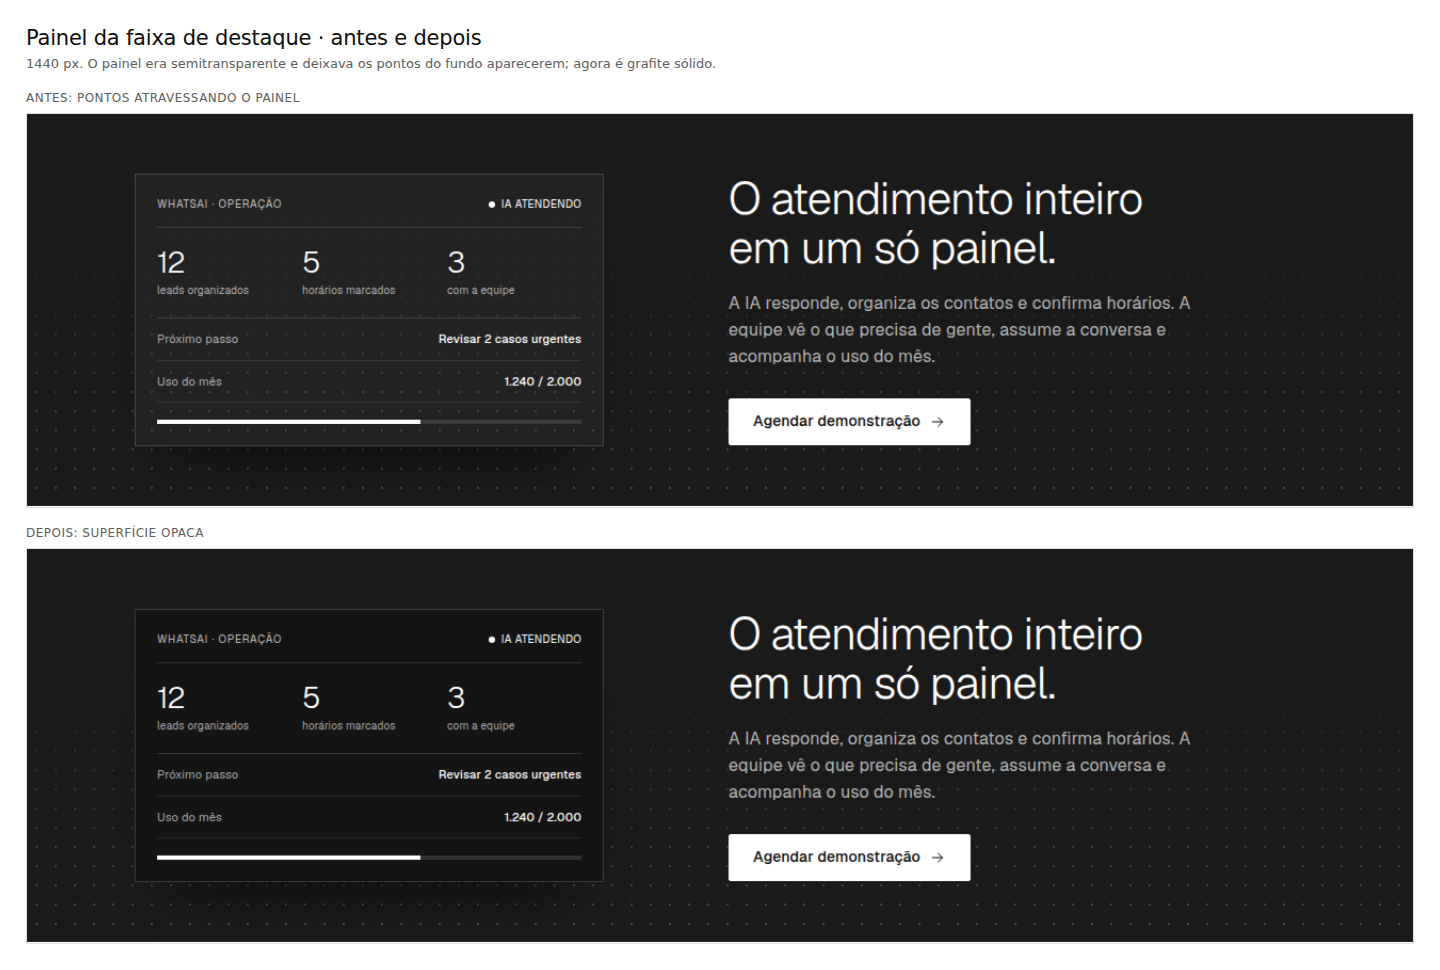 Painel da faixa de destaque · antes e depois
1440 px. O painel era semitransparente e deixava os pontos do fundo aparecerem; agora é grafite sólido.
ANTES: PONTOS ATRAVESSANDO O PAINEL
WHATSAI · OPERAÇÃO
IA ATENDENDO
12
5
3
leads organizados
horários marcados
com a equipe
Próximo passo
Revisar 2 casos urgentes
Uso do mês
1.240 / 2.000
O atendimento inteiro
em um só painel.
A IA responde, organiza os contatos e confirma horários. A
equipe vê o que precisa de gente, assume a conversa e
acompanha o uso do mês.
Agendar demonstração →
DEPOIS: SUPERFÍCIE OPACA
WHATSAI · OPERAÇÃO
IA ATENDENDO
12
5
3
leads organizados
horários marcados
com a equipe
Próximo passo
Revisar 2 casos urgentes
Uso do mês
1.240 / 2.000
O atendimento inteiro
em um só painel.
A IA responde, organiza os contatos e confirma horários. A
equipe vê o que precisa de gente, assume a conversa e
acompanha o uso do mês.
Agendar demonstração →